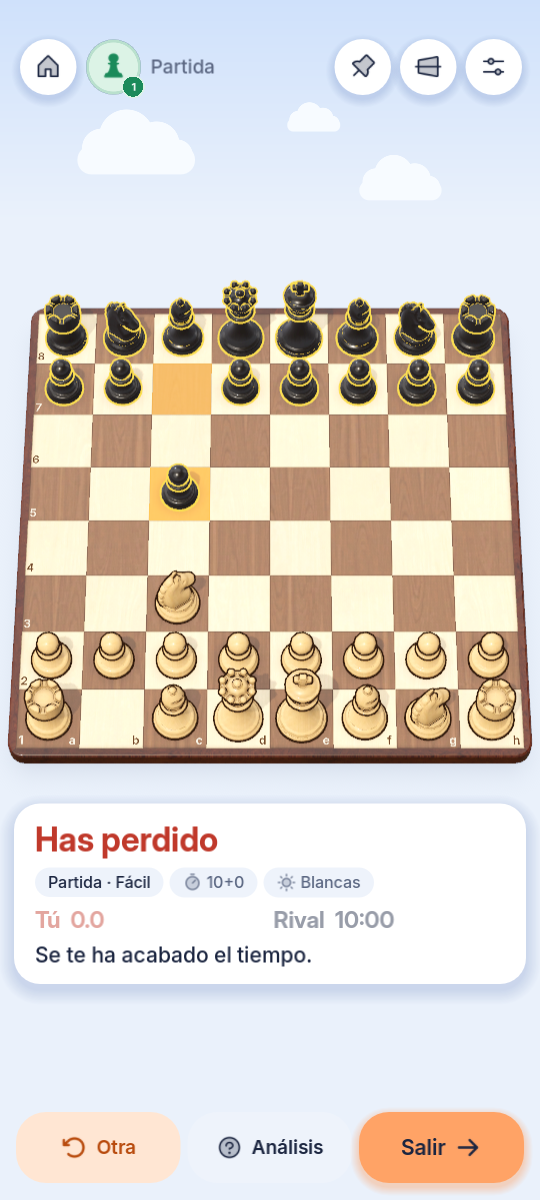 Partida
1
8
7
6
5
4
3
2
1 a b c d e f g h
Has perdido
Partida · Fácil 10+0 Blancas
Tú 0.0 Rival 10:00
Se te ha acabado el tiempo.
Otra Análisis Salir